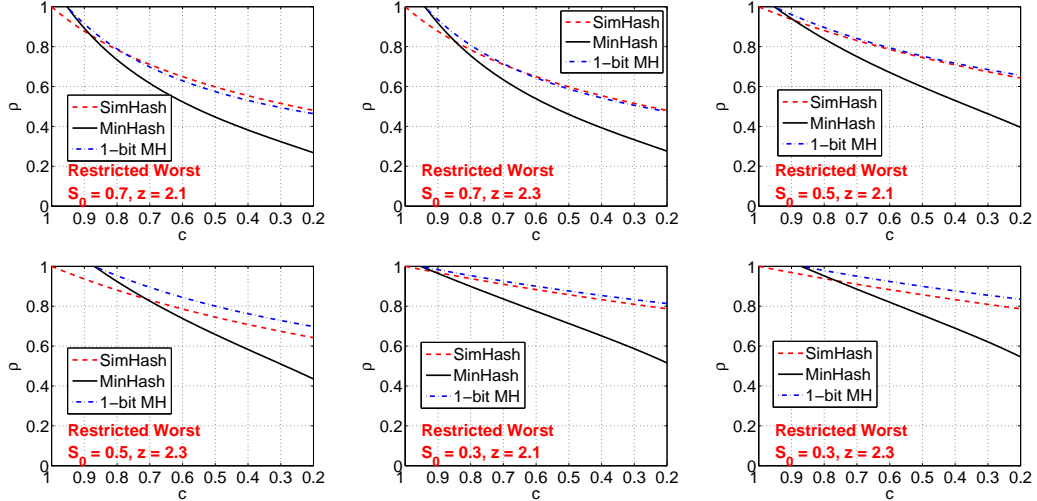 1
0.8
0.6
0.4
0.2
0
ρ
SimHash
MinHash
1−bit MH
Restricted Worst
S0 = 0.7, z = 2.1
1 0.9 0.8 0.7 0.6 0.5 0.4 0.3 0.2
c
1
0.8
0.6
0.4
0.2
0
ρ
SimHash
MinHash
1−bit MH
Restricted Worst
S0 = 0.7, z = 2.3
1 0.9 0.8 0.7 0.6 0.5 0.4 0.3 0.2
c
1
0.8
0.6
0.4
0.2
0
ρ
SimHash
MinHash
1−bit MH
Restricted Worst
S0 = 0.5, z = 2.1
1 0.9 0.8 0.7 0.6 0.5 0.4 0.3 0.2
c
1
0.8
0.6
0.4
0.2
0
ρ
SimHash
MinHash
1−bit MH
Restricted Worst
S0 = 0.5, z = 2.3
1 0.9 0.8 0.7 0.6 0.5 0.4 0.3 0.2
c
1
0.8
0.6
0.4
0.2
0
ρ
SimHash
MinHash
1−bit MH
Restricted Worst
S0 = 0.3, z = 2.1
1 0.9 0.8 0.7 0.6 0.5 0.4 0.3 0.2
c
1
0.8
0.6
0.4
0.2
0
ρ
SimHash
MinHash
1−bit MH
Restricted Worst
S0 = 0.3, z = 2.3
1 0.9 0.8 0.7 0.6 0.5 0.4 0.3 0.2
c